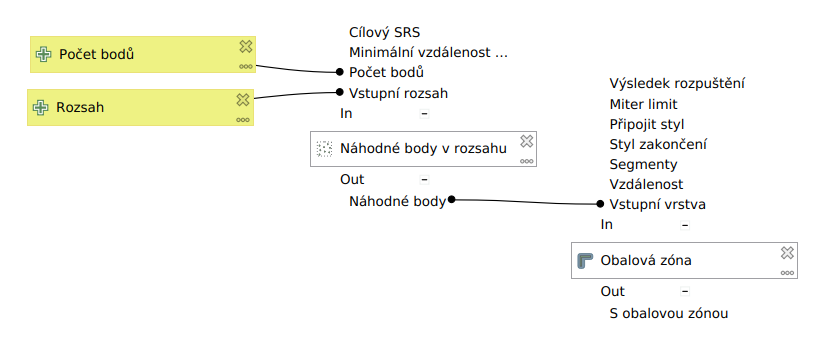 Počet bodů
Rozsah
Cílový SRS
Minimální vzdálenost ...
Počet bodů
Vstupní rozsah
In –
Náhodné body v rozsahu
Out –
Náhodné body
Výsledek rozpuštění
Miter limit
Připojit styl
Styl zakončení
Segmenty
Vzdálenost
Vstupní vrstva
In –
Obalová zóna
Out –
S obalovou zónou